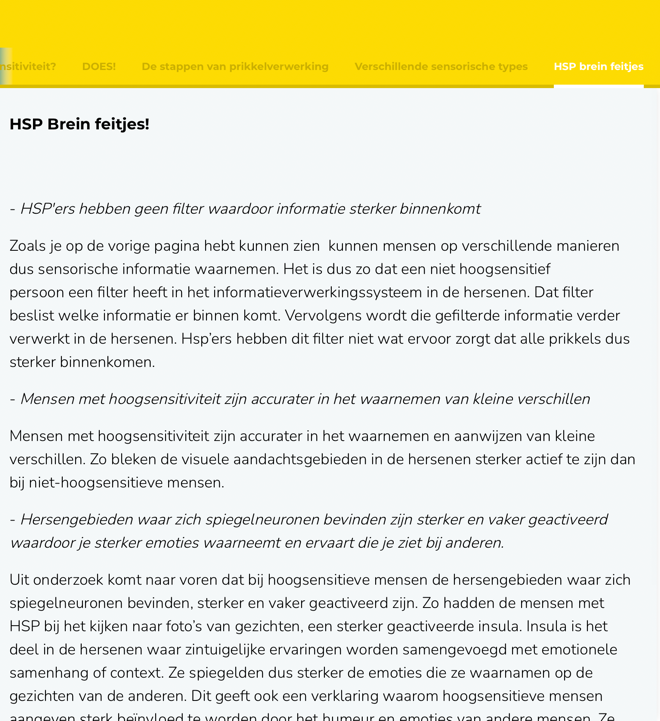 nsitiviteit? DOES! De stappen van prikkelverwerking Verschillende sensorische types HSP brein feitjes
HSP Brein feitjes!
- HSP'ers hebben geen filter waardoor informatie sterker binnenkomt
Zoals je op de vorige pagina hebt kunnen zien  kunnen mensen op verschillende manieren
dus sensorische informatie waarnemen. Het is dus zo dat een niet hoogsensitief
persoon een filter heeft in het informatieverwerkingssysteem in de hersenen. Dat filter
beslist welke informatie er binnen komt. Vervolgens wordt die gefilterde informatie verder
verwerkt in de hersenen. Hsp’ers hebben dit filter niet wat ervoor zorgt dat alle prikkels dus
sterker binnenkomen.
- Mensen met hoogsensitiviteit zijn accurater in het waarnemen van kleine verschillen
Mensen met hoogsensitiviteit zijn accurater in het waarnemen en aanwijzen van kleine
verschillen. Zo bleken de visuele aandachtsgebieden in de hersenen sterker actief te zijn dan
bij niet-hoogsensitieve mensen.
- Hersengebieden waar zich spiegelneuronen bevinden zijn sterker en vaker geactiveerd
waardoor je sterker emoties waarneemt en ervaart die je ziet bij anderen.
Uit onderzoek komt naar voren dat bij hoogsensitieve mensen de hersengebieden waar zich
spiegelneuronen bevinden, sterker en vaker geactiveerd zijn. Zo hadden de mensen met
HSP bij het kijken naar foto’s van gezichten, een sterker geactiveerde insula. Insula is het
deel in de hersenen waar zintuigelijke ervaringen worden samengevoegd met emotionele
samenhang of context. Ze spiegelden dus sterker de emoties die ze waarnamen op de
gezichten van de anderen. Dit geeft ook een verklaring waarom hoogsensitieve mensen
aangeven sterk beïnvloed te worden door het humeur en emoties van andere mensen. Ze